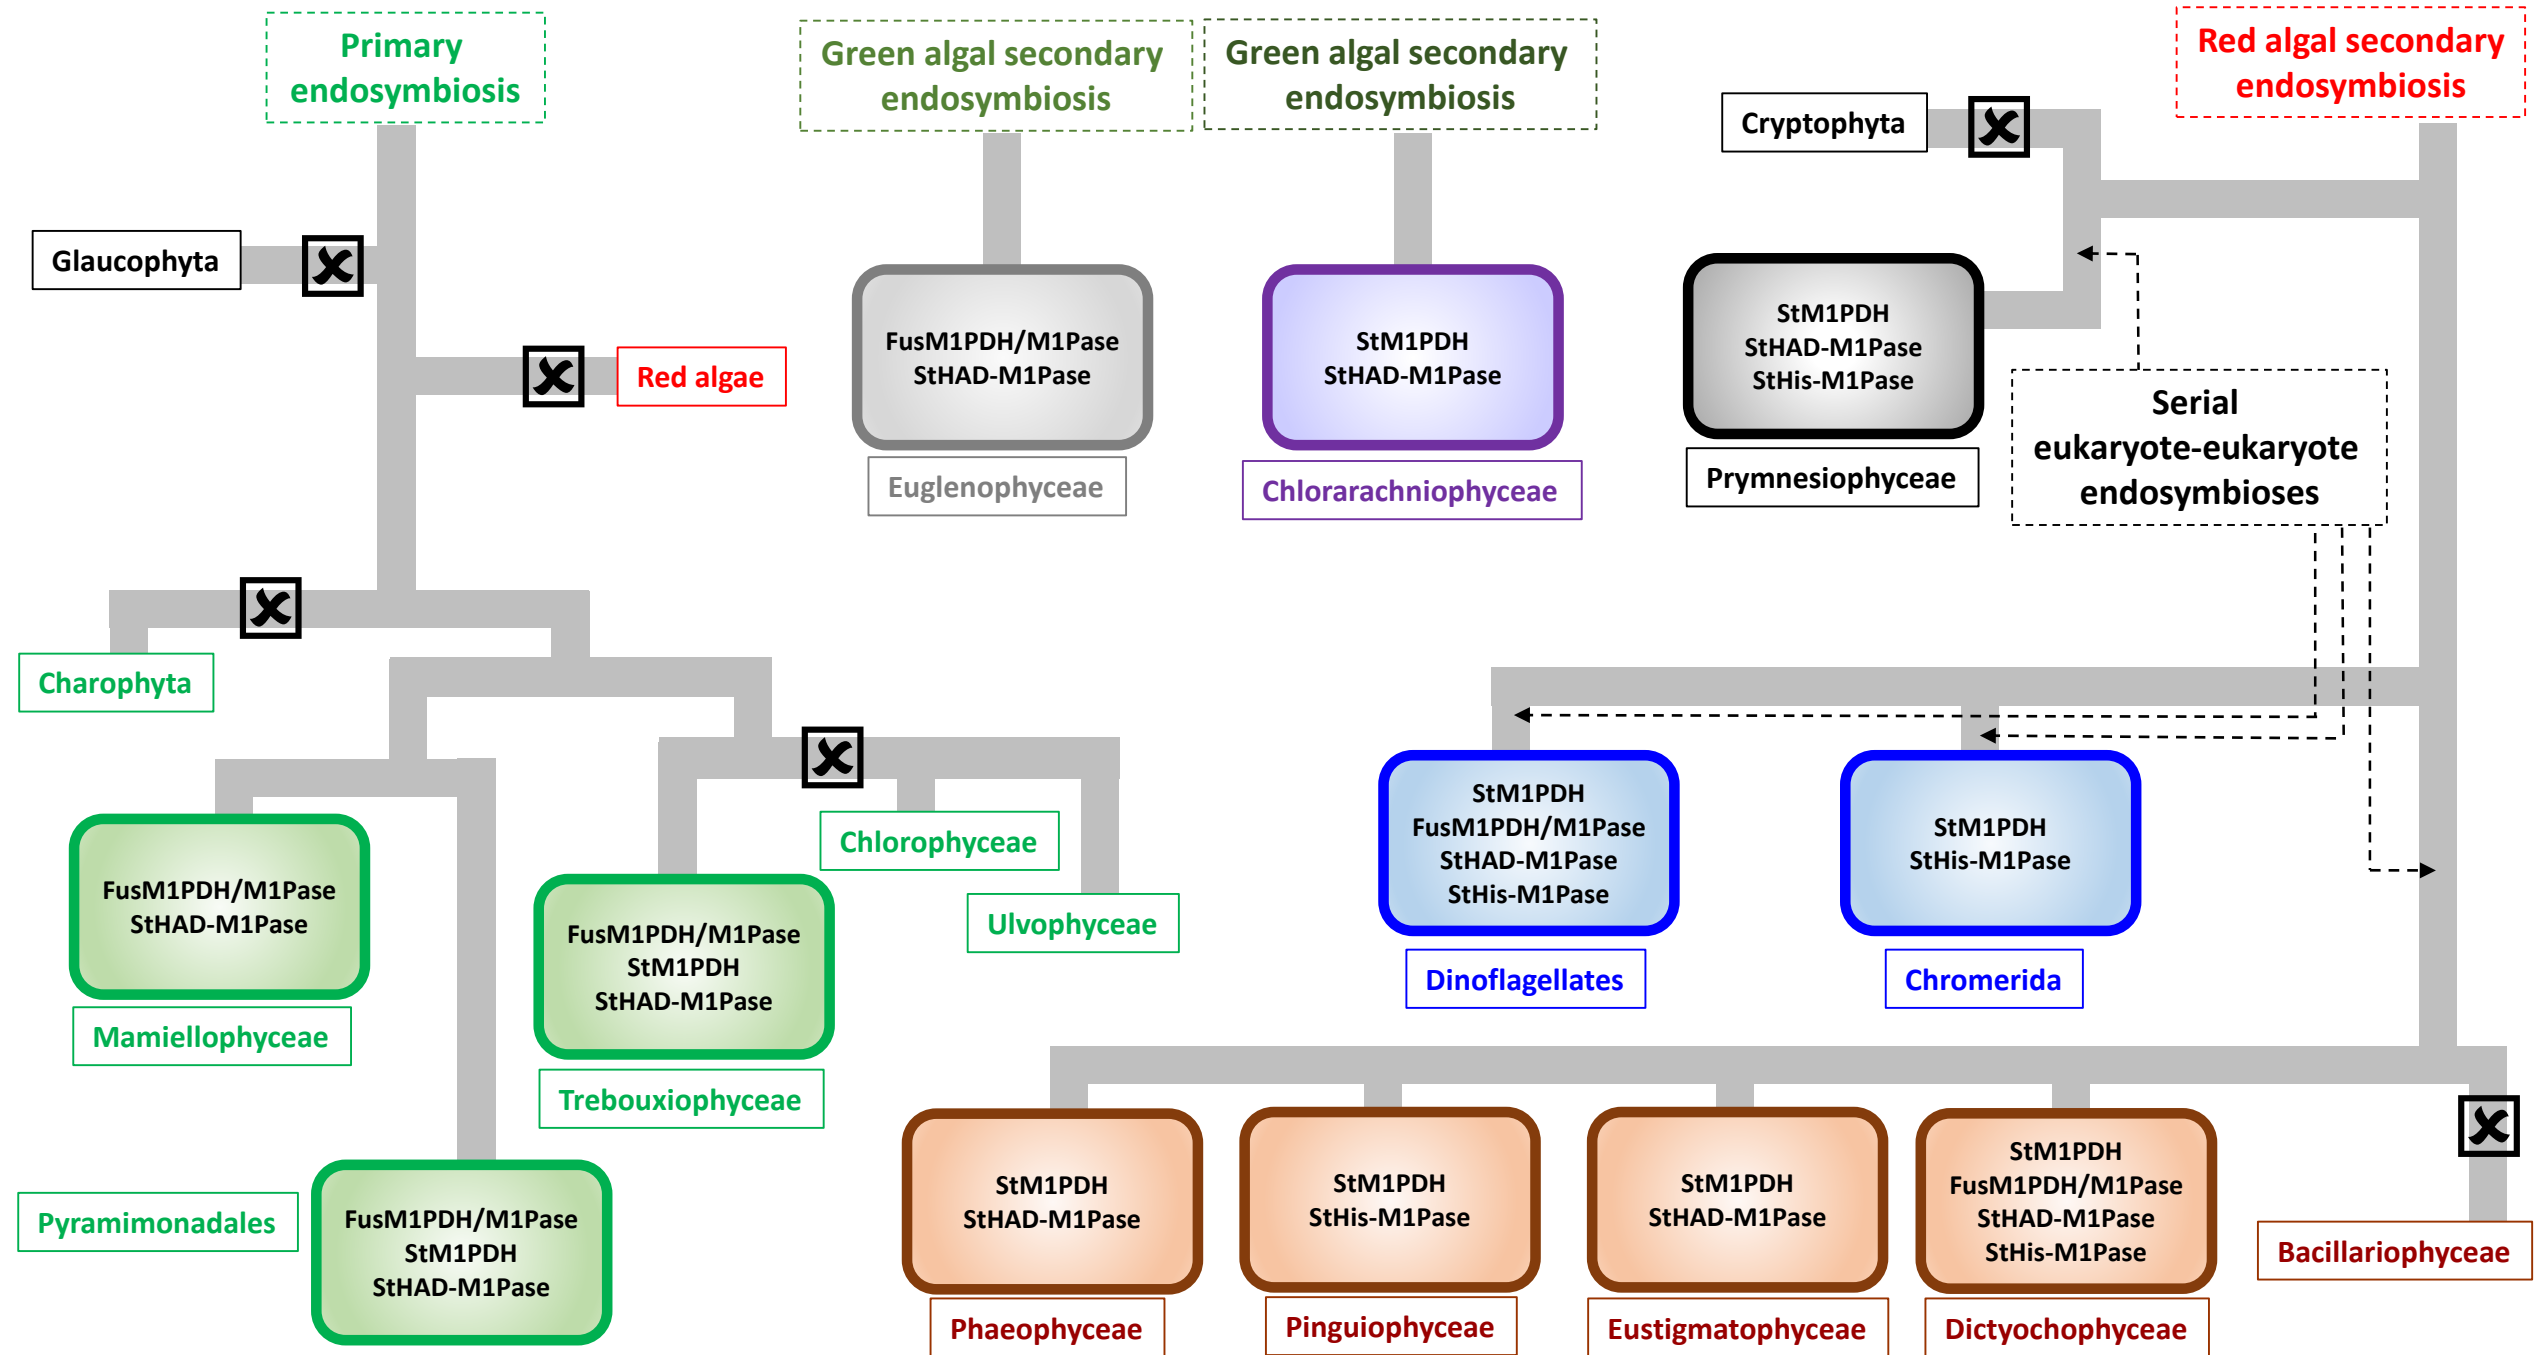 Primary
endosymbiosis
Green algal secondary
endosymbiosis
Green algal secondary
endosymbiosis
Red algal secondary
endosymbiosis
Cryptophyta
Glaucophyta
Red algae
FusM1PDH/M1Pase
StHAD-M1Pase
Euglenophyceae
StM1PDH
StHAD-M1Pase
Chlorarachniophyceae
StM1PDH
StHAD-M1Pase
StHis-M1Pase
Prymnesiophyceae
Serial
eukaryote-eukaryote
endosymbioses
Charophyta
FusM1PDH/M1Pase
StHAD-M1Pase
Mamiellophyceae
FusM1PDH/M1Pase
StM1PDH
StHAD-M1Pase
Trebouxiophyceae
Chlorophyceae
Ulvophyceae
StM1PDH
FusM1PDH/M1Pase
StHAD-M1Pase
StHis-M1Pase
Dinoflagellates
StM1PDH
StHis-M1Pase
Chromerida
Pyramimonadales
FusM1PDH/M1Pase
StM1PDH
StHAD-M1Pase
StM1PDH
StHAD-M1Pase
Phaeophyceae
StM1PDH
StHis-M1Pase
Pinguiophyceae
StM1PDH
StHAD-M1Pase
Eustigmatophyceae
StM1PDH
FusM1PDH/M1Pase
StHAD-M1Pase
StHis-M1Pase
Dictyochophyceae
Bacillariophyceae